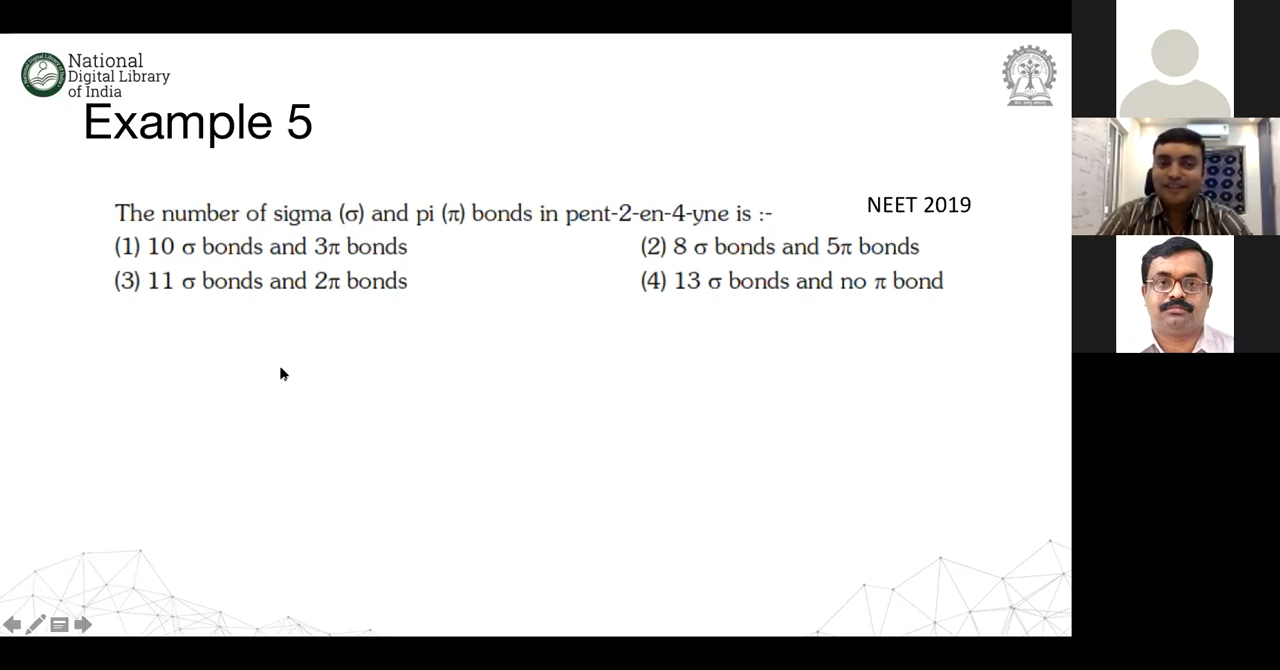 National
Digital Library
of India
Example 5
The number of sigma (σ) and pi (π) bonds in pent-2-en-4-yne is :-
NEET 2019
(1) 10 σ bonds and 3π bonds
(2) 8 σ bonds and 5π bonds
(3) 11 σ bonds and 2π bonds
(4) 13 σ bonds and no π bond